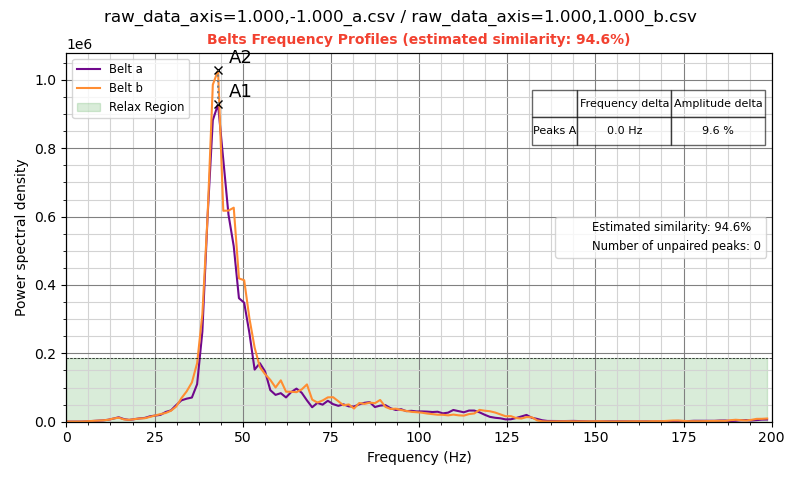 raw_data_axis=1.000,-1.000_a.csv / raw_data_axis=1.000,1.000_b.csv
Belts Frequency Profiles (estimated similarity: 94.6%)
1e6
Belt a
Belt b
Relax Region
A2
A1
Frequency delta Amplitude delta
Peaks A 0.0 Hz 9.6 %
Estimated similarity: 94.6%
Number of unpaired peaks: 0
Power spectral density
1.0
0.8
0.6
0.4
0.2
0.0
0 25 50 75 100 125 150 175 200
Frequency (Hz)